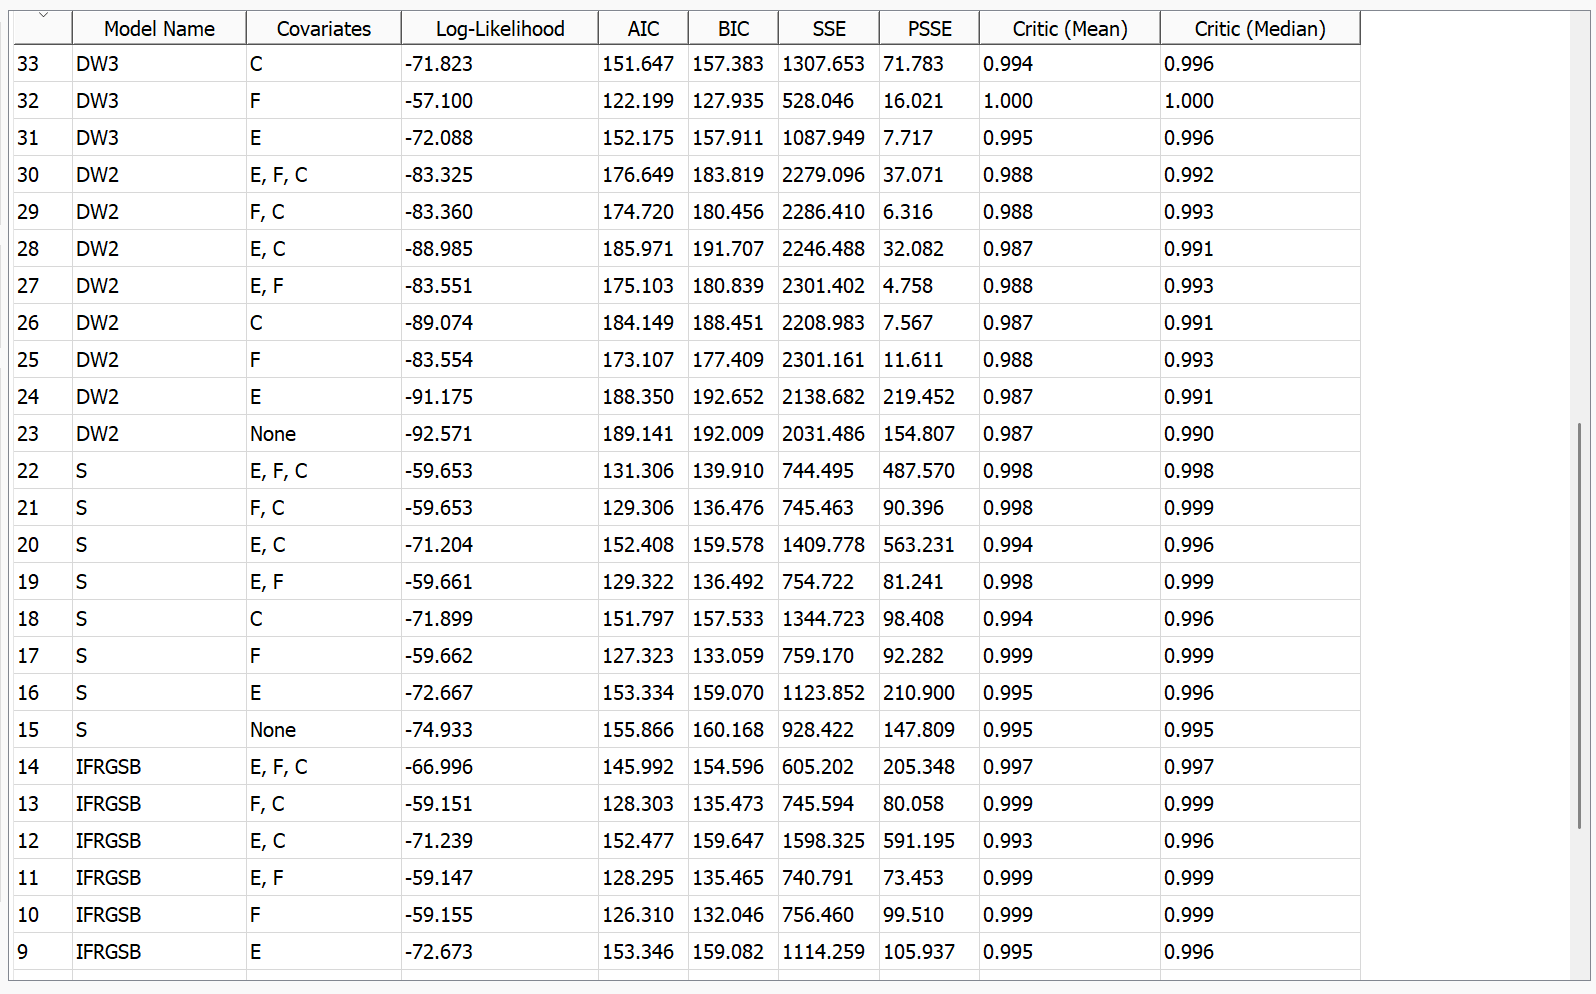 Model Name Covariates Log-Likelihood AIC BIC SSE PSSE Critic (Mean) Critic (Median)
33 DW3 C -71.823 151.647 157.383 1307.653 71.783 0.994 0.996
32 DW3 F -57.100 122.199 127.935 528.046 16.021 1.000 1.000
31 DW3 E -72.088 152.175 157.911 1087.949 7.717 0.995 0.996
30 DW2 E, F, C -83.325 176.649 183.819 2279.096 37.071 0.988 0.992
29 DW2 F, C -83.360 174.720 180.456 2286.410 6.316 0.988 0.993
28 DW2 E, C -88.985 185.971 191.707 2246.488 32.082 0.987 0.991
27 DW2 E, F -83.551 175.103 180.839 2301.402 4.758 0.988 0.993
26 DW2 C -89.074 184.149 188.451 2208.983 7.567 0.987 0.991
25 DW2 F -83.554 173.107 177.409 2301.161 11.611 0.988 0.993
24 DW2 E -91.175 188.350 192.652 2138.682 219.452 0.987 0.991
23 DW2 None -92.571 189.141 192.009 2031.486 154.807 0.987 0.990
22 S E, F, C -59.653 131.306 139.910 744.495 487.570 0.998 0.998
21 S F, C -59.653 129.306 136.476 745.463 90.396 0.998 0.999
20 S E, C -71.204 152.408 159.578 1409.778 563.231 0.994 0.996
19 S E, F -59.661 129.322 136.492 754.722 81.241 0.998 0.999
18 S C -71.899 151.797 157.533 1344.723 98.408 0.994 0.996
17 S F -59.662 127.323 133.059 759.170 92.282 0.999 0.999
16 S E -72.667 153.334 159.070 1123.852 210.900 0.995 0.996
15 S None -74.933 155.866 160.168 928.422 147.809 0.995 0.995
14 IFRGSB E, F, C -66.996 145.992 154.596 605.202 205.348 0.997 0.997
13 IFRGSB F, C -59.151 128.303 135.473 745.594 80.058 0.999 0.999
12 IFRGSB E, C -71.239 152.477 159.647 1598.325 591.195 0.993 0.996
11 IFRGSB E, F -59.147 128.295 135.465 740.791 73.453 0.999 0.999
10 IFRGSB F -59.155 126.310 132.046 756.460 99.510 0.999 0.999
9 IFRGSB E -72.673 153.346 159.082 1114.259 105.937 0.995 0.996